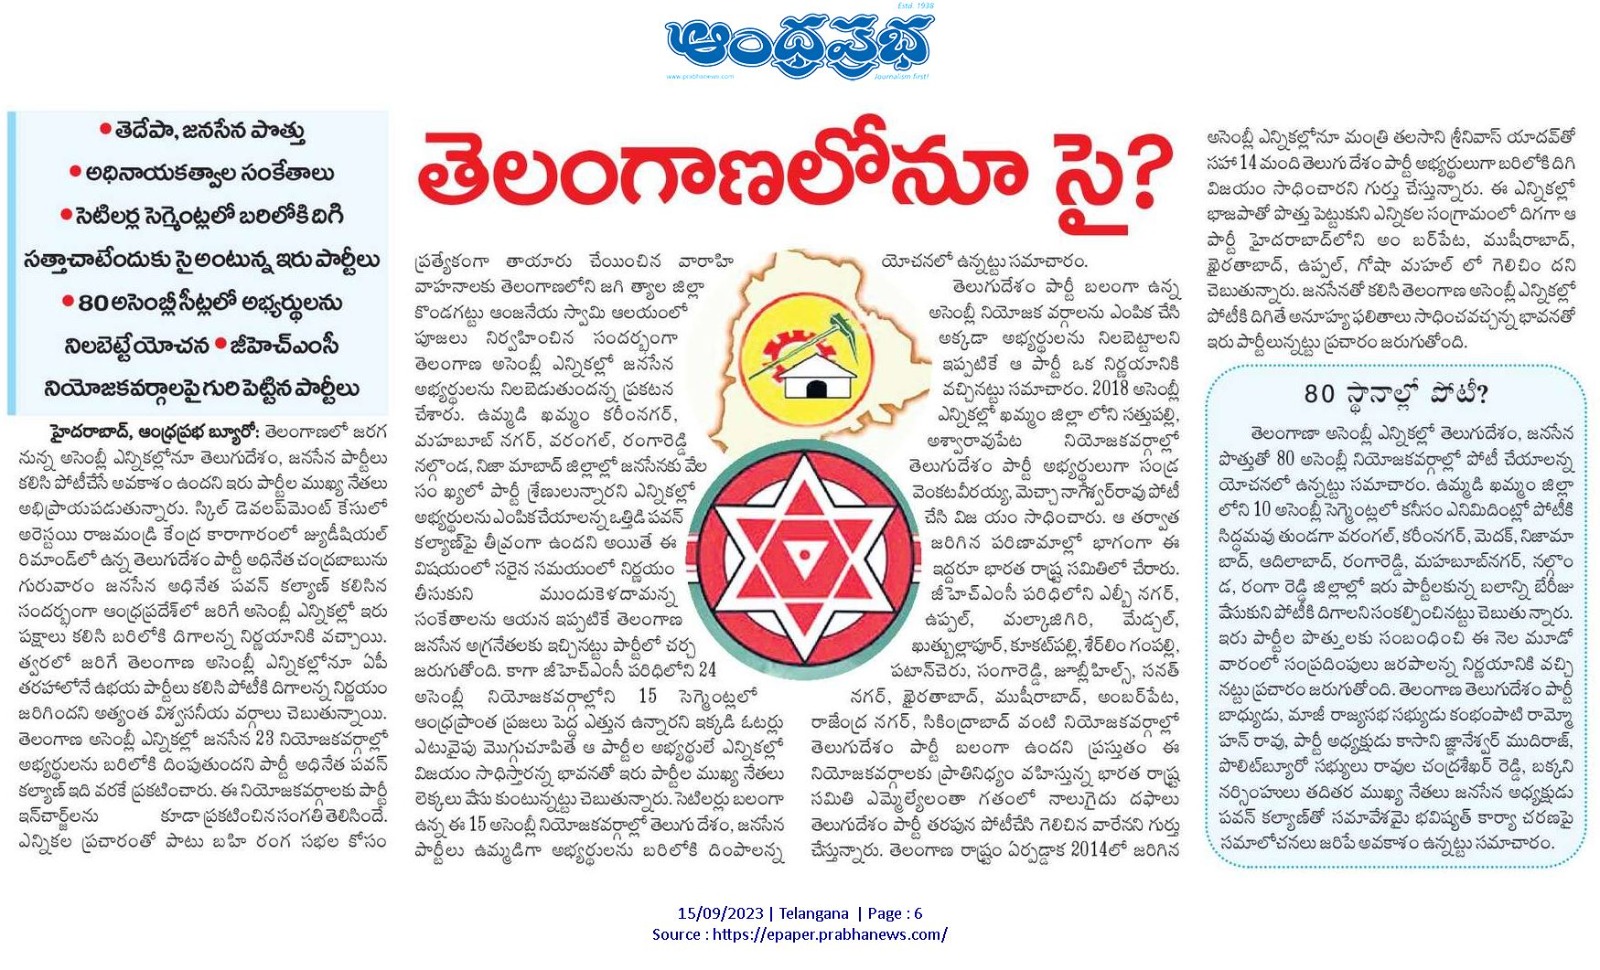 Estd. 1938
ఆంధ్రప్రభ
www.prabhanews.com
Journalism first!
• తెదేపా, జనసేన పొత్తు
• అధినాయకత్వాల సంకేతాలు
• సెటిలర్ల సెగ్మెంట్లలో బరిలోకి దిగి
సత్తాచాటేందుకు సై అంటున్న ఇరు పార్టీలు
• 80 అసెంబ్లీ సీట్లలో అభ్యర్థులను
నిలబెట్టే యోచన • జీహెచ్ఎంసీ
నియోజకవర్గాలపై గురి పెట్టిన పార్టీలు
హైదరాబాద్, ఆంధ్రప్రభ బ్యూరో: తెలంగాణలో జరగ
నున్న అసెంబ్లీ ఎన్నికల్లోనూ తెలుగుదేశం, జనసేన పార్టీలు
కలిసి పోటీచేసే అవకాశం ఉందని ఇరు పార్టీల ముఖ్య నేతలు
అభిప్రాయపడుతున్నారు. స్కిల్ డెవలప్‌మెంట్ కేసులో
అరెస్టయి రాజమండ్రి కేంద్ర కారాగారంలో జ్యుడీషియల్
రిమాండ్‌లో ఉన్న తెలుగుదేశం పార్టీ అధినేత చంద్రబాబును
గురువారం జనసేన అధినేత పవన్ కల్యాణ్ కలిసిన
సందర్భంగా ఆంధ్రప్రదేశ్‌లో జరిగే అసెంబ్లీ ఎన్నికల్లో ఇరు
పక్షాలు కలిసి బరిలోకి దిగాలన్న నిర్ణయానికి వచ్చాయి.
త్వరలో జరిగే తెలంగాణ అసెంబ్లీ ఎన్నికల్లోనూ ఏపీ
తరహాలోనే ఉభయ పార్టీలు కలిసి పోటీకి దిగాలన్న నిర్ణయం
జరిగిందని అత్యంత విశ్వసనీయ వర్గాలు చెబుతున్నాయి.
తెలంగాణ అసెంబ్లీ ఎన్నికల్లో జనసేన 23 నియోజకవర్గాల్లో
అభ్యర్థులను బరిలోకి దింపుతుందని పార్టీ అధినేత పవన్
కల్యాణ్ ఇది వరకే ప్రకటించారు. ఈ నియోజకవర్గాలకు పార్టీ
ఇన్‌చార్జ్‌లను కూడా ప్రకటించిన సంగతి తెలిసిందే.
ఎన్నికల ప్రచారంతో పాటు బహి రంగ సభల కోసం
తెలంగాణలోనూ సై?
ప్రత్యేకంగా తాయారు చేయించిన వారాహి
వాహనాలకు తెలంగాణలోని జగి త్యాల జిల్లా
కొండగట్టు ఆంజనేయ స్వామి ఆలయంలో
పూజలు నిర్వహించిన సందర్భంగా
తెలంగాణ అసెంబ్లీ ఎన్నికల్లో జనసేన
అభ్యర్థులను నిలబెడుతుందన్న ప్రకటన
చేశారు. ఉమ్మడి ఖమ్మం కరీంనగర్,
మహబూబ్ నగర్, వరంగల్, రంగారెడ్డి
నల్గొండ, నిజా మాబాద్ జిల్లాల్లో జనసేనకు వేల
సం ఖ్యలో పార్టీ శ్రేణులున్నారని ఎన్నికల్లో
అభ్యర్థులను ఎంపిక చేయాలన్న ఒత్తిడి పవన్
కల్యాణ్‌పై తీవ్రంగా ఉందని అయితే ఈ
విషయంలో సరైన సమయంలో నిర్ణయం
తీసుకుని ముందుకెళదామన్న
సంకేతాలను ఆయన ఇప్పటికే తెలంగాణ
జనసేన అగ్రనేతలకు ఇచ్చినట్టు పార్టీలో చర్చ
జరుగుతోంది. కాగా జీహెచ్ఎంసీ పరిధిలోని 24
అసెంబ్లీ నియోజకవర్గాల్లోని 15 సెగ్మెంట్లలో
ఆంధ్రప్రాంత ప్రజలు పెద్ద ఎత్తున ఉన్నారని ఇక్కడి ఓటర్లు
ఎటువైపు మొగ్గుచూపితే ఆ పార్టీల అభ్యర్థులే ఎన్నికల్లో
విజయం సాధిస్తారన్న భావనతో ఇరు పార్టీల ముఖ్య నేతలు
లెక్కలు వేసు కుంటున్నట్టు చెబుతున్నారు. సెటిలర్లు బలంగా
ఉన్న ఈ 15 అసెంబ్లీ నియోజకవర్గాల్లో తెలుగు దేశం, జనసేన
పార్టీలు ఉమ్మడిగా అభ్యర్థులను బరిలోకి దింపాలన్న
యోచనలో ఉన్నట్టు సమాచారం.
తెలుగుదేశం పార్టీ బలంగా ఉన్న
అసెంబ్లీ నియోజక వర్గాలను ఎంపిక చేసి
అక్కడా అభ్యర్థులను నిలబెట్టాలని
ఇప్పటికే ఆ పార్టీ ఒక నిర్ణయానికి
వచ్చినట్టు సమాచారం. 2018 అసెంబ్లీ
ఎన్నికల్లో ఖమ్మం జిల్లా లోని సత్తుపల్లి,
అశ్వారావుపేట నియోజకవర్గాల్లో
తెలుగుదేశం పార్టీ అభ్యర్థులుగా సండ్ర
వెంకటవీరయ్య, మెచ్చా నాగేశ్వర్‌రావు పోటీ
చేసి విజ యం సాధించారు. ఆ తర్వాత
జరిగిన పరిణామాల్లో భాగంగా ఈ
ఇద్దరూ భారత రాష్ట్ర సమితిలో చేరారు.
జీహెచ్ఎంసీ పరిధిలోని ఎల్బీ నగర్,
ఉప్పల్, మల్కాజిగిరి, మేడ్చల్,
ఖుత్బుల్లాపూర్, కూకట్‌పల్లి, శేర్‌లిం గంపల్లి,
పటాన్‌చెరు, సంగారెడ్డి, జూబ్లీహిల్స్, సనత్
నగర్, ఖైరతాబాద్, ముషీరాబాద్, అంబర్‌పేట,
రాజేంద్ర నగర్, సికింద్రాబాద్ వంటి నియోజకవర్గాల్లో
తెలుగుదేశం పార్టీ బలంగా ఉందని ప్రస్తుతం ఈ
నియోజకవర్గాలకు ప్రాతినిధ్యం వహిస్తున్న భారత రాష్ట్ర
సమితి ఎమ్మెల్యేలంతా గతంలో నాలుగైదు దఫాలు
తెలుగుదేశం పార్టీ తరపున పోటీచేసి గెలిచిన వారేనని గుర్తు
చేస్తున్నారు. తెలంగాణ రాష్ట్రం ఏర్పడ్డాక 2014లో జరిగిన
అసెంబ్లీ ఎన్నికల్లోనూ మంత్రి తలసాని శ్రీనివాస్ యాదవ్‌తో
సహా 14 మంది తెలుగు దేశం పార్టీ అభ్యర్థులుగా బరిలోకి దిగి
విజయం సాధించారని గుర్తు చేస్తున్నారు. ఈ ఎన్నికల్లో
భాజపాతో పొత్తు పెట్టుకుని ఎన్నికల సంగ్రామంలో దిగగా ఆ
పార్టీ హైదరాబాద్‌లోని అం బర్‌పేట, ముషీరాబాద్,
ఖైరతాబాద్, ఉప్పల్, గోషా మహల్ లో గెలిచిం దని
చెబుతున్నారు. జనసేనతో కలిసి తెలంగాణ అసెంబ్లీ ఎన్నికల్లో
పోటీకి దిగితే అనూహ్య ఫలితాలు సాధించవచ్చన్న భావనతో
ఇరు పార్టీలున్నట్టు ప్రచారం జరుగుతోంది.
80 స్థానాల్లో పోటీ?
తెలంగాణా అసెంబ్లీ ఎన్నికల్లో తెలుగుదేశం, జనసేన
పొత్తుతో 80 అసెంబ్లీ నియోజకవర్గాల్లో పోటీ చేయాలన్న
యోచనలో ఉన్నట్టు సమాచారం. ఉమ్మడి ఖమ్మం జిల్లా
లోని 10 అసెంబ్లీ సెగ్మెంట్లలో కనీసం ఎనిమిదింట్లో పోటీకి
సిద్ధమవు తుండగా వరంగల్, కరీంనగర్, మెదక్, నిజామా
బాద్, ఆదిలాబాద్, రంగారెడ్డి, మహబూబ్‌నగర్, నల్గొం
డ, రంగా రెడ్డి జిల్లాల్లో ఇరు పార్టీలకున్న బలాన్ని బేరీజు
వేసుకుని పోటీకి దిగాలని సంకల్పించినట్టు చెబుతు న్నారు.
ఇరు పార్టీల పొత్తులకు సంబంధించి ఈ నెల మూడో
వారంలో సంప్రదింపులు జరపాలన్న నిర్ణయానికి వచ్చి
నట్టు ప్రచారం జరుగుతోంది. తెలంగాణ తెలుగుదేశం పార్టీ
బాధ్యుడు, మాజీ రాజ్యసభ సభ్యుడు కంభంపాటి రామ్మో
హన్ రావు, పార్టీ అధ్యక్షుడు కాసాని జ్ఞానేశ్వర్ ముదిరాజ్,
పొలిట్‌బ్యూరో సభ్యులు రావుల చంద్రశేఖర్ రెడ్డి, బక్కని
నర్సింహులు తదితర ముఖ్య నేతలు జనసేన అధ్యక్షుడు
పవన్ కల్యాణ్‌తో సమావేశమై భవిష్యత్ కార్యా చరణపై
సమాలోచనలు జరిపే అవకాశం ఉన్నట్టు సమాచారం.
15/09/2023 | Telangana | Page : 6
Source : https://epaper.prabhanews.com/